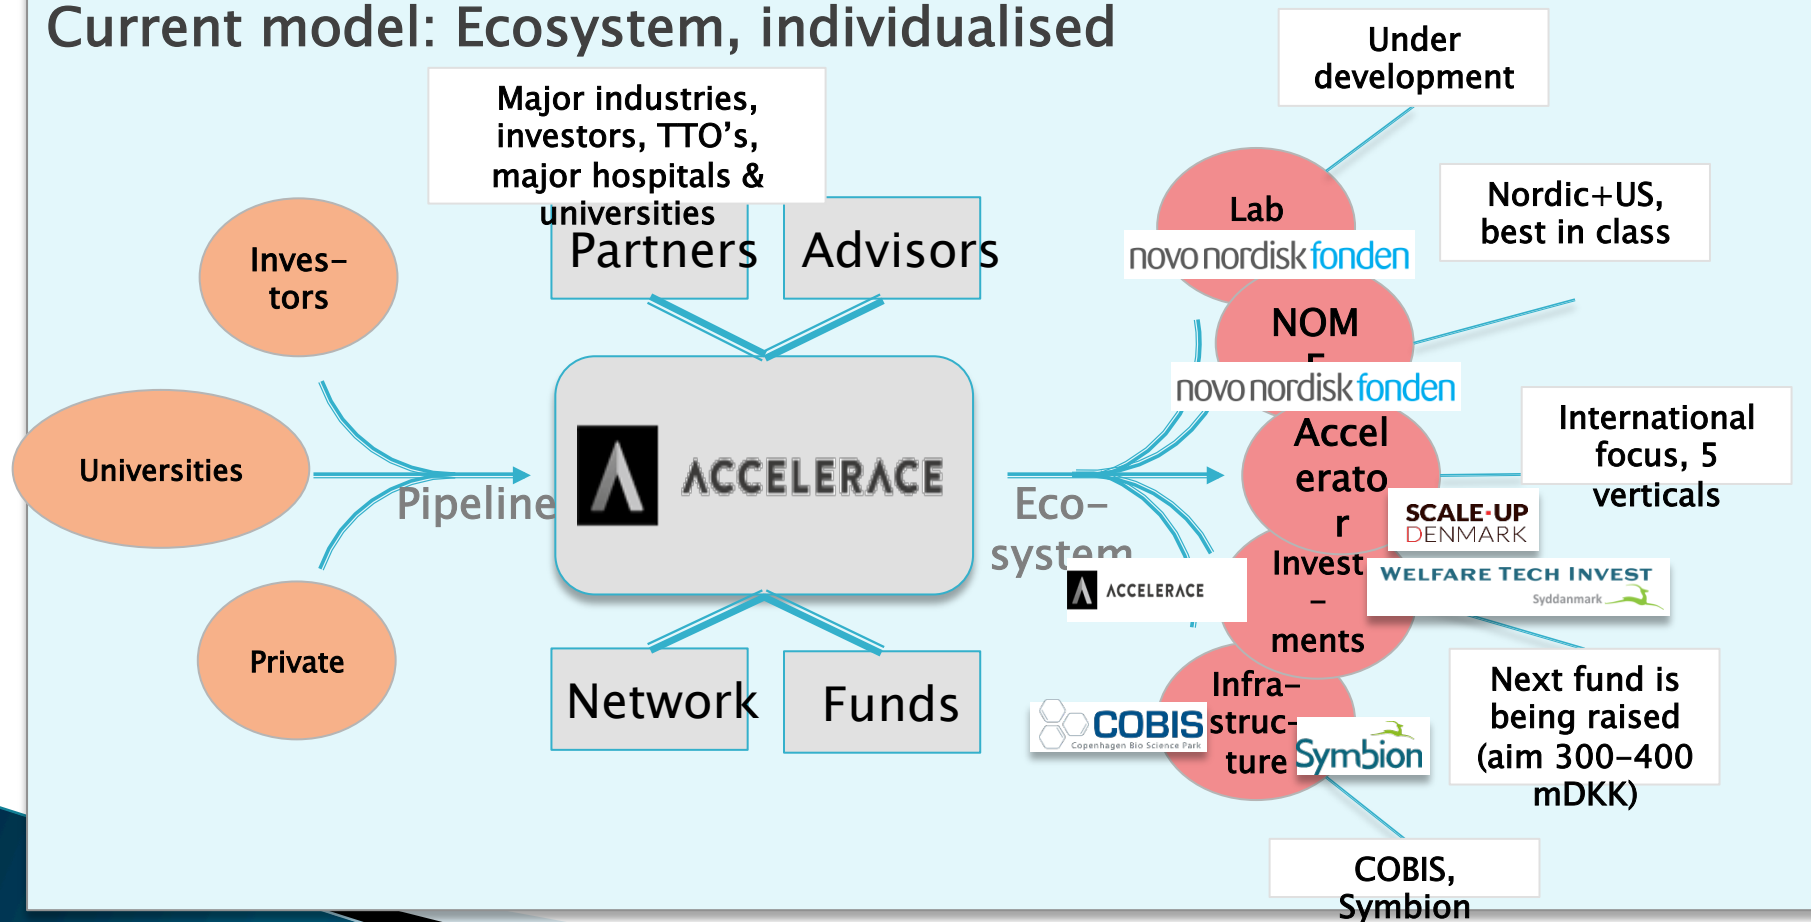 Current model: Ecosystem, individualised
Under
development
Major industries,
investors, TTO’s,
major hospitals &
universities
Partners
Advisors
Inves-
tors
Universities
Private
Pipeline
ACCELERACE
Network
Funds
Eco-
system
Lab
novo nordisk fonden
Nordic+US,
best in class
NOM
novo nordisk fonden
Accel
erato
r
International
focus, 5
verticals
SCALE·UP
DENMARK
ACCELERACE
Invest
-
ments
WELFARE TECH INVEST
Syddanmark
Infra-
struc-
ture
COBIS
Copenhagen Bio Science Park
Symbion
Next fund is
being raised
(aim 300-400
mDKK)
COBIS,
Symbion